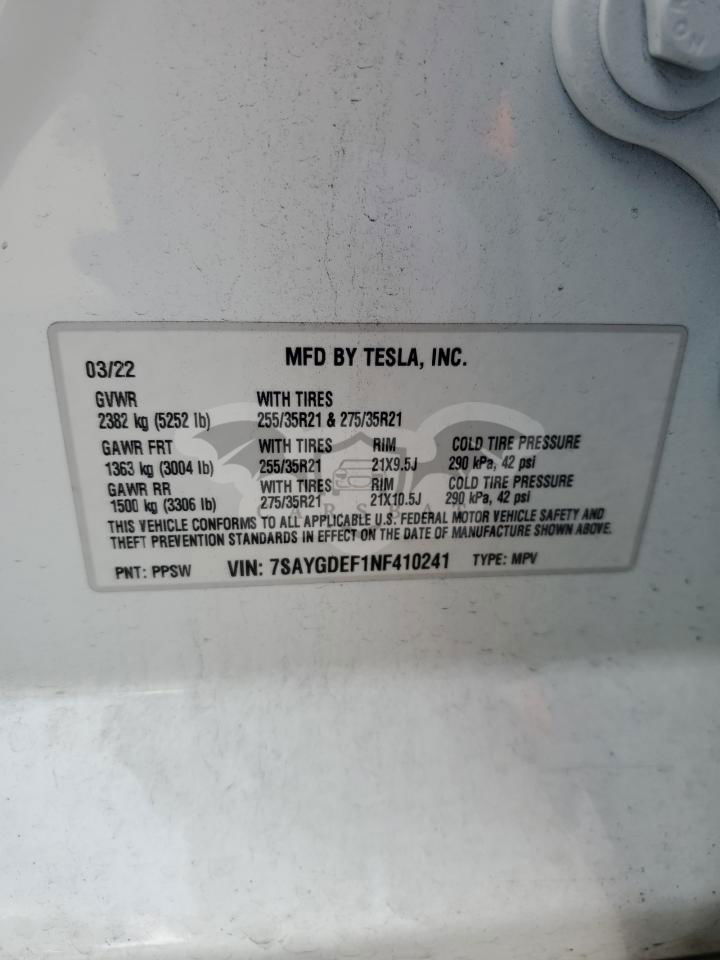 03/22 MFD BY TESLA, INC.
GVWR WITH TIRES
2382 kg (5252 lb) 255/35R21 & 275/35R21
GAWR FRT WITH TIRES RIM COLD TIRE PRESSURE
1363 kg (3004 lb) 255/35R21 21X9.5J 290 kPa, 42 psi
GAWR RR WITH TIRES RIM COLD TIRE PRESSURE
1500 kg (3306 lb) 275/35R21 21X10.5J 290 kPa, 42 psi
THIS VEHICLE CONFORMS TO ALL APPLICABLE U.S. FEDERAL MOTOR VEHICLE SAFETY AND
THEFT PREVENTION STANDARDS IN EFFECT ON THE DATE OF MANUFACTURE SHOWN ABOVE.
PNT: PPSW VIN: 7SAYGDEF1NF410241 TYPE: MPV